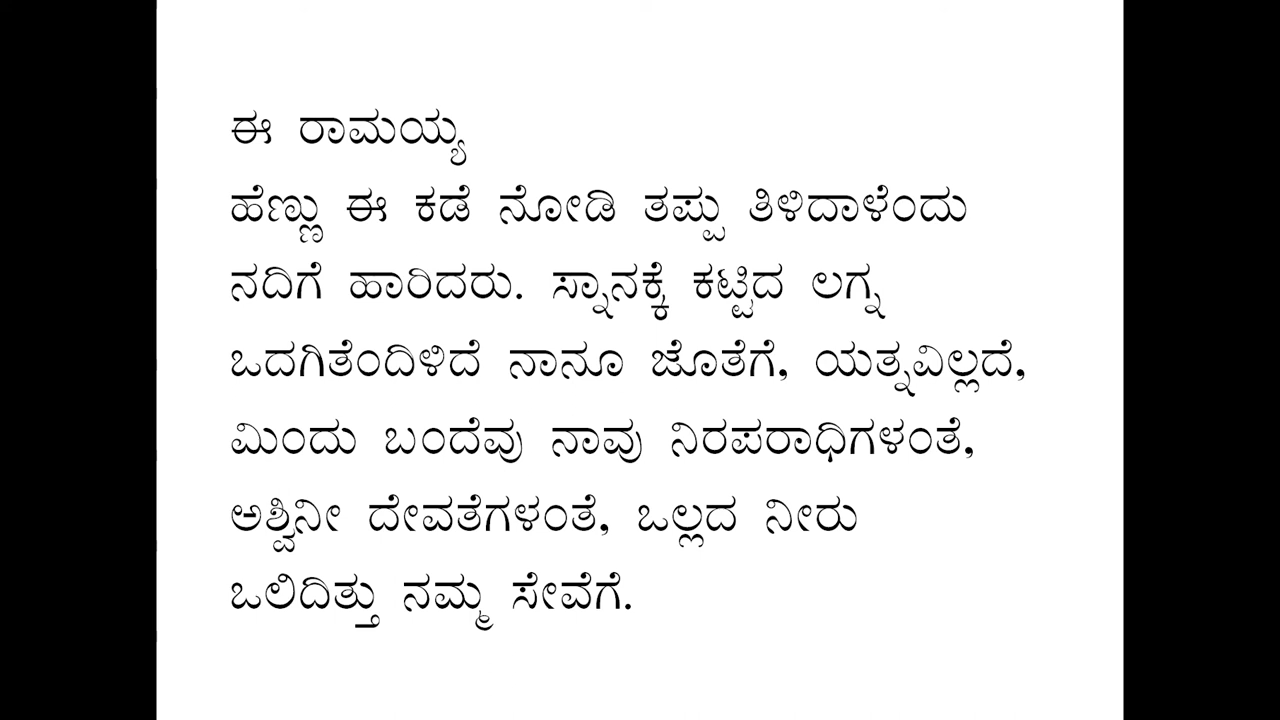 ಈ ರಾಮಯ್ಯ
ಹೆಣ್ಣು ಈ ಕಡೆ ನೋಡಿ ತಪ್ಪು ತಿಳಿದಾಳೆಂದು
ನದಿಗೆ ಹಾರಿದರು. ಸ್ನಾನಕ್ಕೆ ಕಟ್ಟಿದ ಲಗ್ನ
ಒದಗಿತೆಂದಿಳಿದೆ ನಾನೂ ಜೊತೆಗೆ, ಯತ್ನವಿಲ್ಲದೆ,
ಮಿಂದು ಬಂದೆವು ನಾವು ನಿರಪರಾಧಿಗಳಂತೆ,
ಅಶ್ವಿನೀ ದೇವತೆಗಳಂತೆ, ಒಲ್ಲದ ನೀರು
ಒಲಿದಿತ್ತು ನಮ್ಮ ಸೇವೆಗೆ.